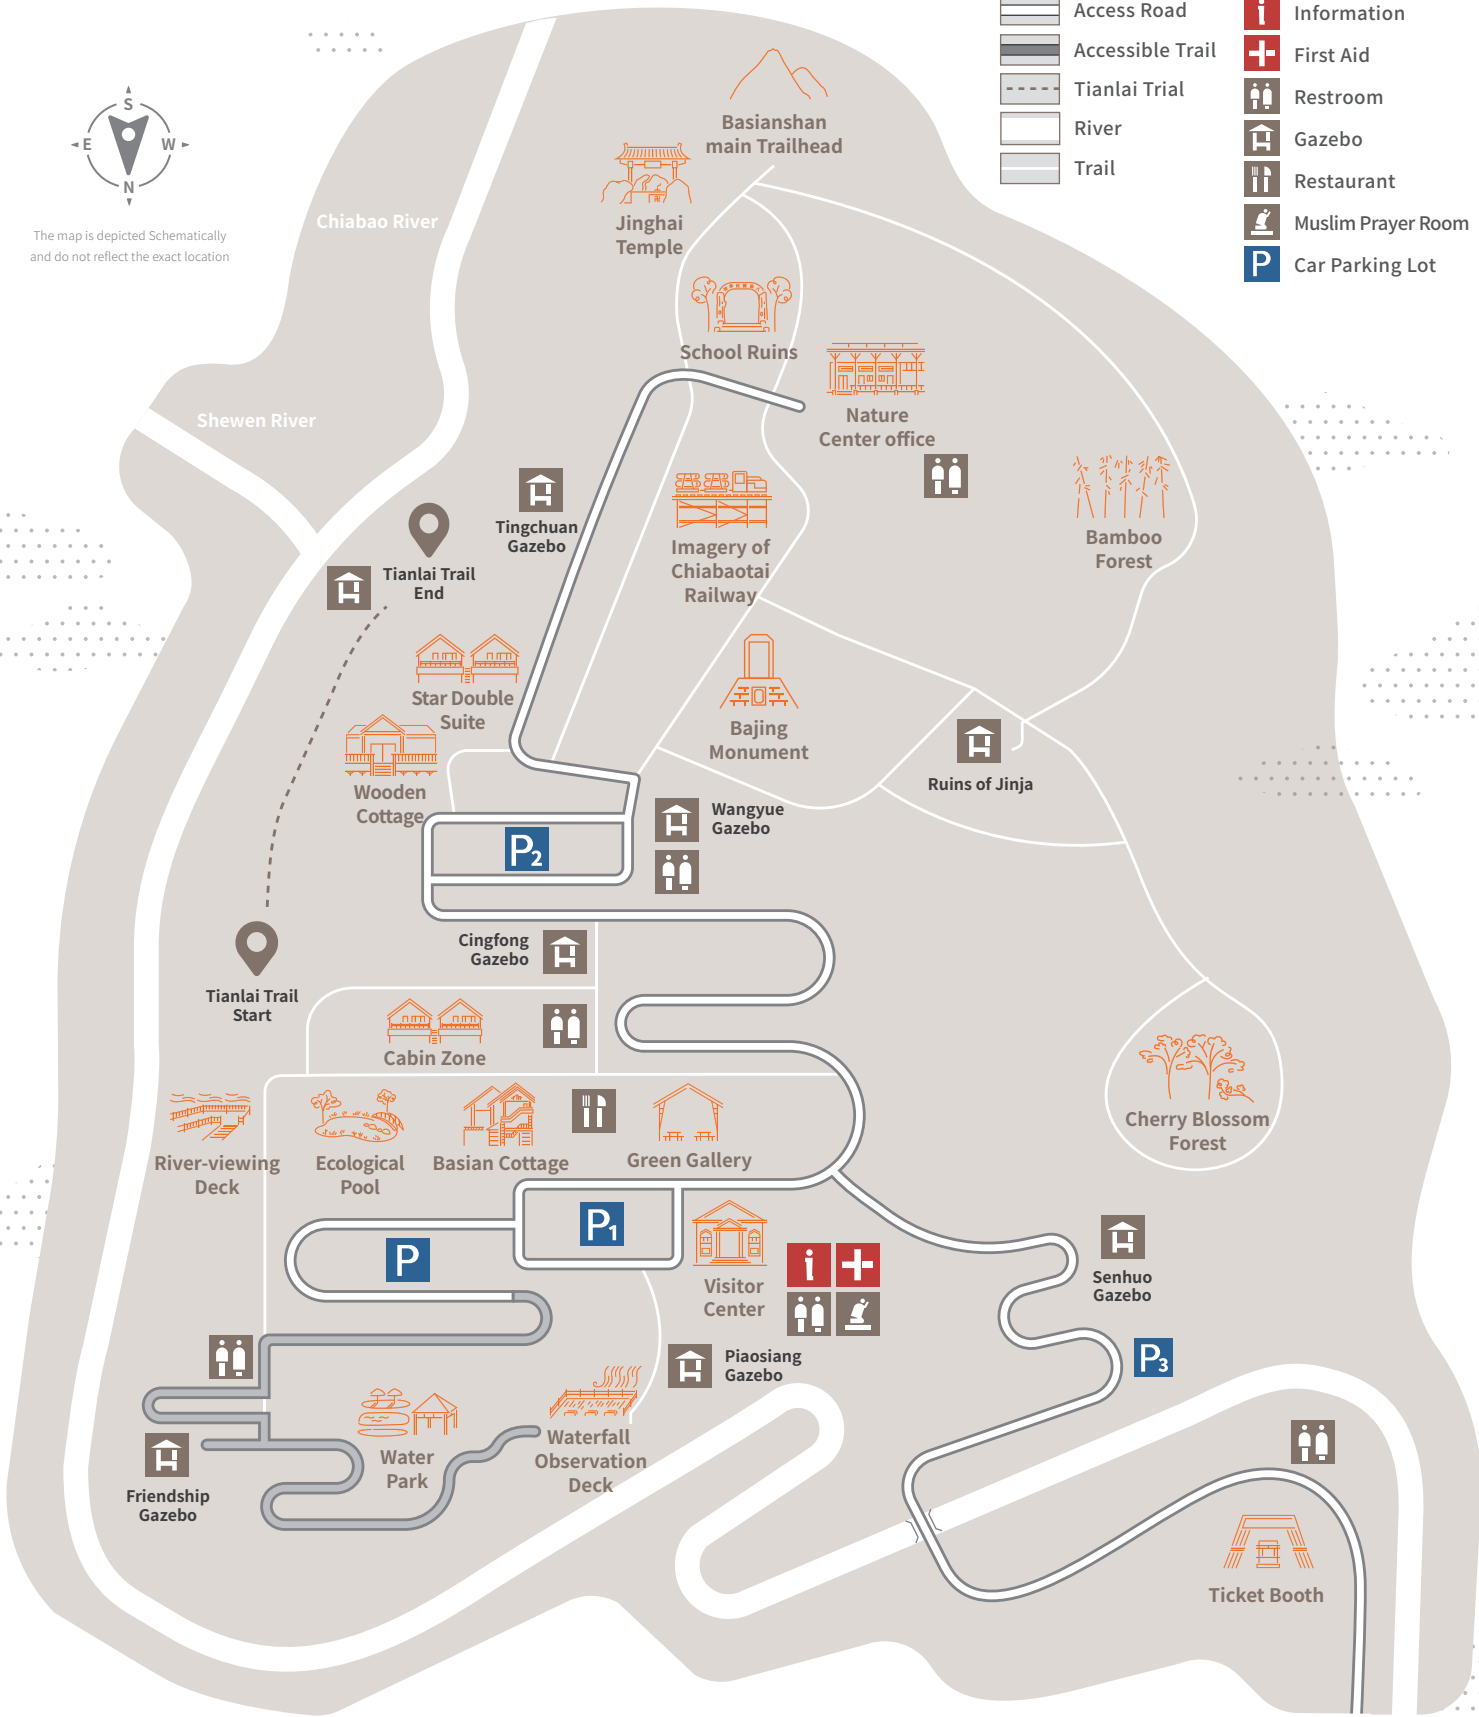 Access Road
Accessible Trail
Tianlai Trial
River
Trail
Information
First Aid
Restroom
Gazebo
Restaurant
Muslim Prayer Room
P
Car Parking Lot
S
E
W
N
The map is depicted Schematically
and do not reflect the exact location
Basianshan
main Trailhead
Jinghai
Temple
Chiabao River
School Ruins
Nature
Center office
Shewen River
Tingchuan
Gazebo
Imagery of
Chiabaotai
Railway
Bamboo
Forest
Tianlai Trail
End
Star Double
Suite
Bajing
Monument
Wooden
Cottage
Ruins of Jinja
Wangyue
Gazebo
P2
Cingfong
Gazebo
Tianlai Trail
Start
Cabin Zone
Cherry Blossom
Forest
River-viewing
Deck
Ecological
Pool
Basian Cottage
Green Gallery
P1
P
Visitor
Center
i
Senhuo
Gazebo
Piaosiang
Gazebo
P3
Water
Park
Waterfall
Observation
Deck
Friendship
Gazebo
Ticket Booth